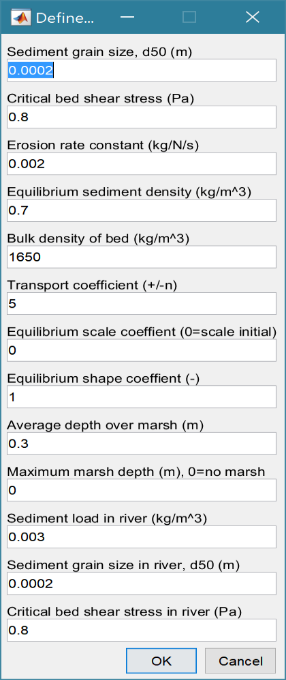 Define...
Sediment grain size, d50 (m)
0.0002
Critical bed shear stress (Pa)
0.8
Erosion rate constant (kg/N/s)
0.002
Equilibrium sediment density (kg/m^3)
0.7
Bulk density of bed (kg/m^3)
1650
Transport coefficient (+/-n)
5
Equilibrium scale coeffient (0=scale initial)
0
Equilibrium shape coeffient (-)
1
Average depth over marsh (m)
0.3
Maximum marsh depth (m), 0=no marsh
0
Sediment load in river (kg/m^3)
0.003
Sediment grain size in river, d50 (m)
0.0002
Critical bed shear stress in river (Pa)
0.8
OK Cancel